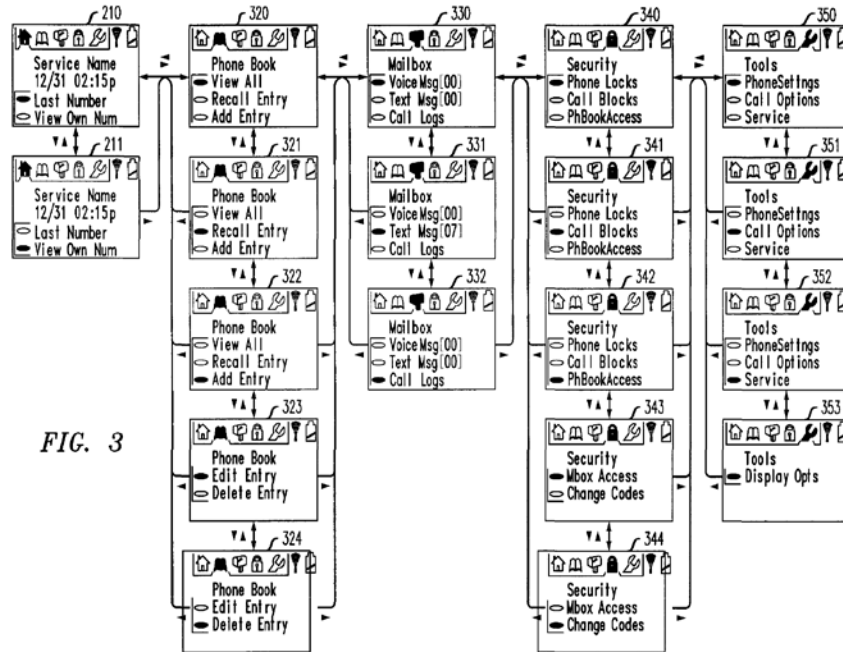 210
Service Name
12/31 02:15p
Last Number
View Own Num
211
Service Name
12/31 02:15p
Last Number
View Own Num
320
Phone Book
View All
Recall Entry
Add Entry
321
Phone Book
View All
Recall Entry
Add Entry
322
Phone Book
View All
Recall Entry
Add Entry
323
Phone Book
Edit Entry
Delete Entry
324
Phone Book
Edit Entry
Delete Entry
330
Mailbox
VoiceMsg[00]
Text Msg[00]
Call Logs
331
Mailbox
VoiceMsg[00]
Text Msg[07]
Call Logs
332
Mailbox
VoiceMsg[00]
Text Msg[00]
Call Logs
340
Security
Phone Locks
Call Blocks
PhBookAccess
341
Security
Phone Locks
Call Blocks
PhBookAccess
342
Security
Phone Locks
Call Blocks
PhBookAccess
343
Security
Mbox Access
Change Codes
344
Security
Mbox Access
Change Codes
350
Tools
PhoneSettngs
Call Options
Service
351
Tools
PhoneSettngs
Call Options
Service
352
Tools
PhoneSettngs
Call Options
Service
353
Tools
Display Opts
FIG. 3